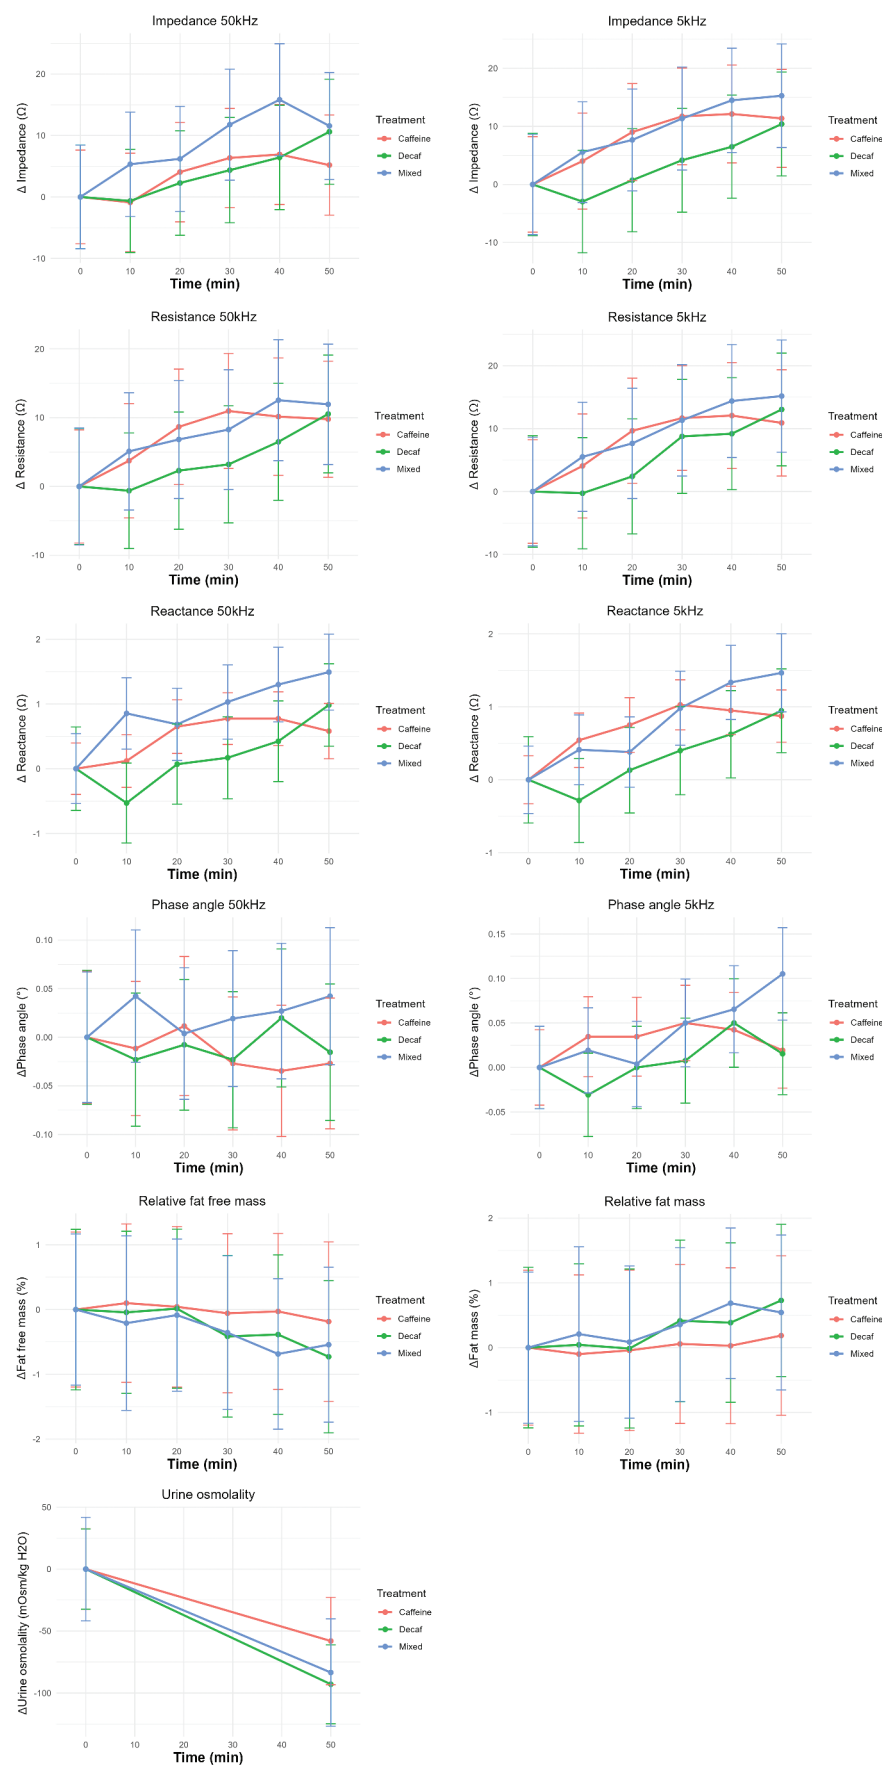 Impedance 50kHz
Δ Impedance (Ω)
20
10
0
-10
0 10 20 30 40 50
Time (min)
Treatment
Caffeine
Decaf
Mixed
Impedance 5kHz
Δ Impedance (Ω)
20
10
0
-10
0 10 20 30 40 50
Time (min)
Treatment
Caffeine
Decaf
Mixed
Resistance 50kHz
Δ Resistance (Ω)
20
10
0
-10
0 10 20 30 40 50
Time (min)
Treatment
Caffeine
Decaf
Mixed
Resistance 5kHz
Δ Resistance (Ω)
20
10
0
-10
0 10 20 30 40 50
Time (min)
Treatment
Caffeine
Decaf
Mixed
Reactance 50kHz
Δ Reactance (Ω)
2
1
0
-1
0 10 20 30 40 50
Time (min)
Treatment
Caffeine
Decaf
Mixed
Reactance 5kHz
Δ Reactance (Ω)
2
1
0
-1
0 10 20 30 40 50
Time (min)
Treatment
Caffeine
Decaf
Mixed
Phase angle 50kHz
ΔPhase angle (°)
0.10
0.05
0.00
-0.05
-0.10
0 10 20 30 40 50
Time (min)
Treatment
Caffeine
Decaf
Mixed
Phase angle 5kHz
ΔPhase angle (°)
0.15
0.10
0.05
0.00
-0.05
0 10 20 30 40 50
Time (min)
Treatment
Caffeine
Decaf
Mixed
Relative fat free mass
ΔFat free mass (%)
1
0
-1
-2
0 10 20 30 40 50
Time (min)
Treatment
Caffeine
Decaf
Mixed
Relative fat mass
ΔFat mass (%)
2
1
0
-1
0 10 20 30 40 50
Time (min)
Treatment
Caffeine
Decaf
Mixed
Urine osmolality
ΔUrine osmolality (mOsm/kg H2O)
50
0
-50
-100
0 10 20 30 40 50
Time (min)
Treatment
Caffeine
Decaf
Mixed